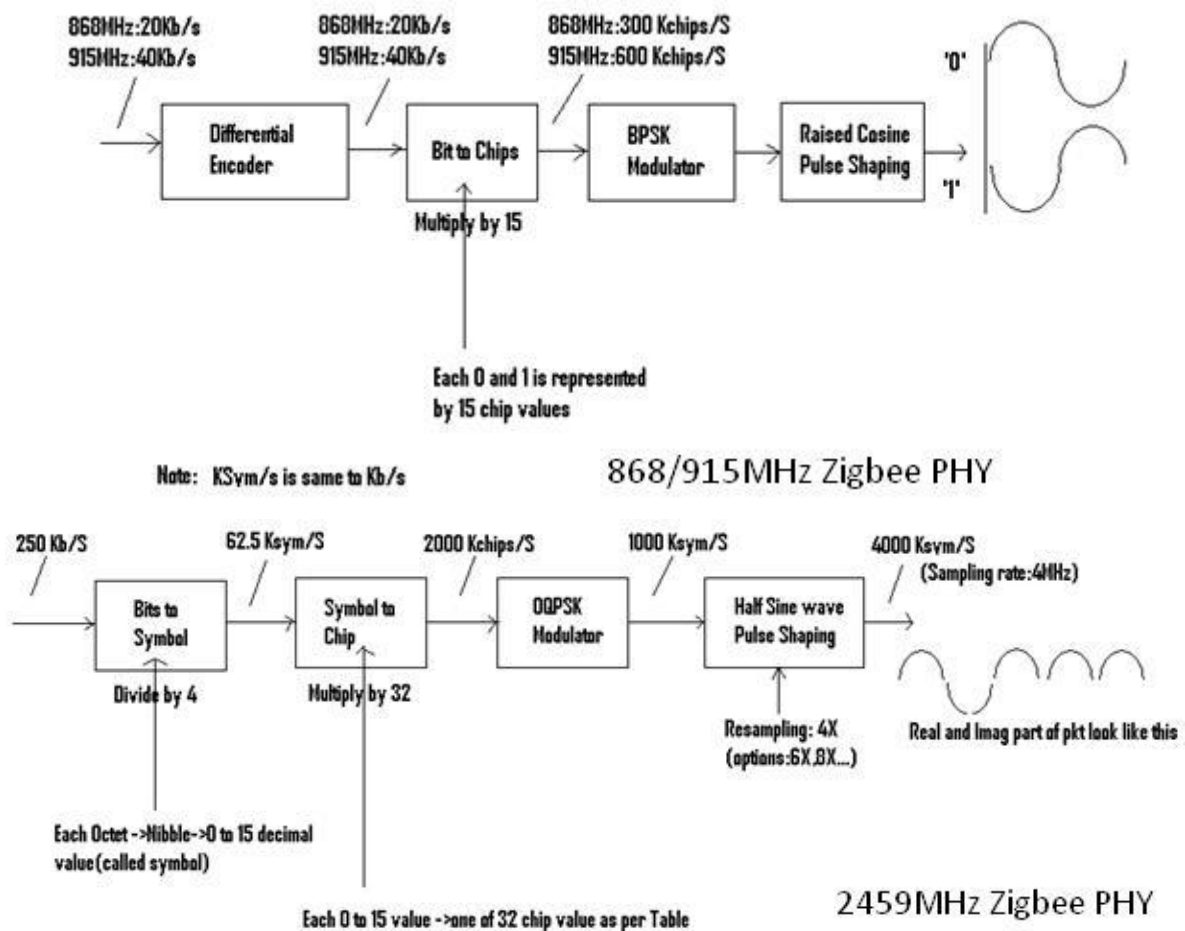 868MHz:20Kb/s
915MHz:40Kb/s
868MHz:20Kb/s
915MHz:40Kb/s
868MHz:300 Kchips/S
915MHz:600 Kchips/S
'0'
Differential
Encoder
Bit to Chips
BPSK
Modulator
Raised Cosine
Pulse Shaping
'1'
Multiply by 15
Each 0 and 1 is represented
by 15 chip values
Note: KSym/s is same to Kb/s
868/915MHz Zigbee PHY
250 Kb/S
62.5 Ksym/S
2000 Kchips/S
1000 Ksym/S
4000 Ksym/S
(Sampling rate:4MHz)
Bits to
Symbol
Symbol to
Chip
OQPSK
Modulator
Half Sine wave
Pulse Shaping
Divide by 4
Multiply by 32
Resampling: 4X
(options:6X,8X...)
Real and Imag part of pkt look like this
Each Octet ->Nibble->0 to 15 decimal
value(called symbol)
Each 0 to 15 value ->one of 32 chip value as per Table
2459MHz Zigbee PHY